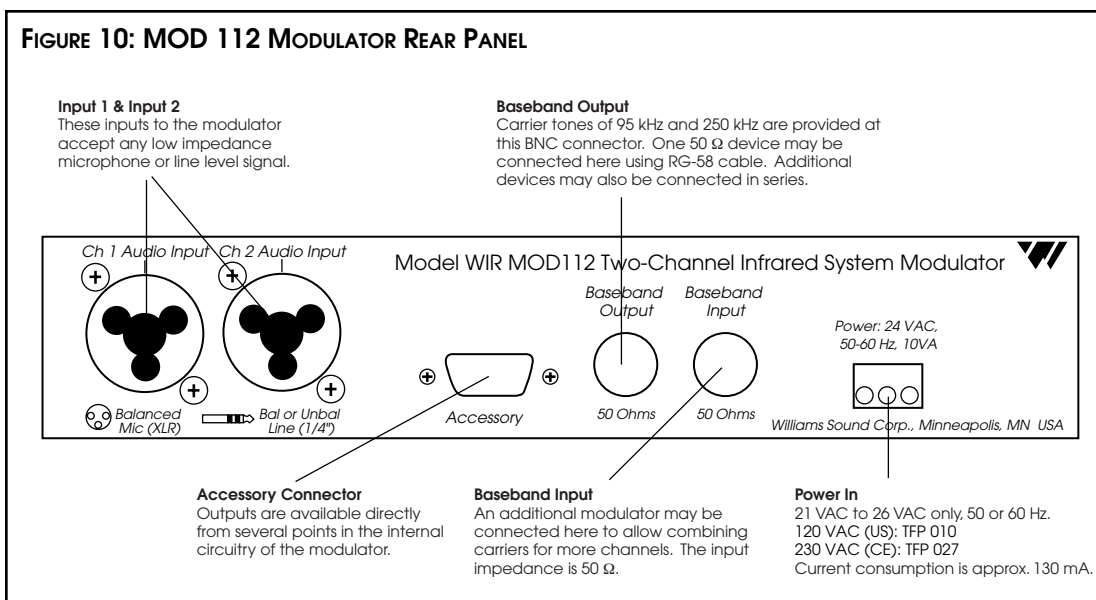 FIGURE 10: MOD 112 MODULATOR REAR PANEL
Input 1 & Input 2
These inputs to the modulator
accept any low impedance
microphone or line level signal.
Baseband Output
Carrier tones of 95 kHz and 250 kHz are provided at
this BNC connector. One 50 Ω device may be
connected here using RG-58 cable. Additional
devices may also be connected in series.
Ch 1 Audio Input
Ch 2 Audio Input
Model WIR MOD112 Two-Channel Infrared System Modulator
Baseband
Output
Baseband
Input
Power: 24 VAC,
50-60 Hz, 10VA
Balanced
Mic (XLR)
Bal or Unbal
Line (1/4")
Accessory
50 Ohms
50 Ohms
Williams Sound Corp., Minneapolis, MN USA
Accessory Connector
Outputs are available directly
from several points in the internal
circuitry of the modulator.
Baseband Input
An additional modulator may be
connected here to allow combining
carriers for more channels. The input
impedance is 50 Ω.
Power In
21 VAC to 26 VAC only, 50 or 60 Hz.
120 VAC (US): TFP 010
230 VAC (CE): TFP 027
Current consumption is approx. 130 mA.